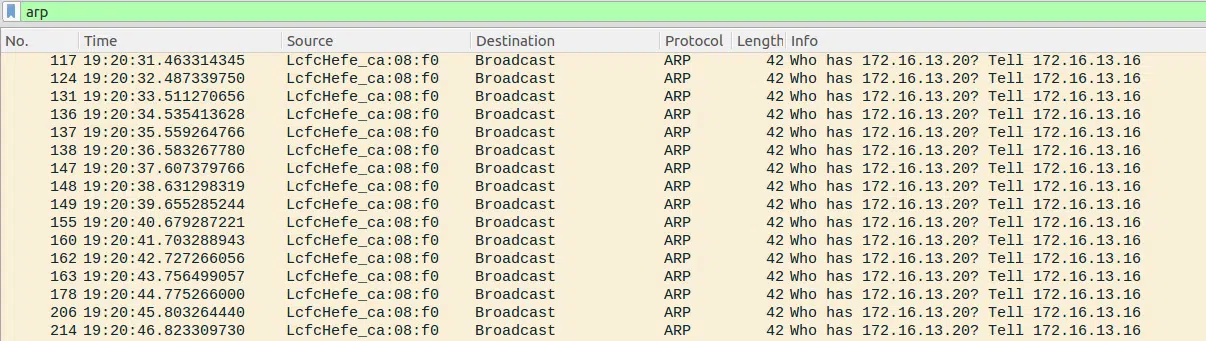 arp
No. Time Source Destination Protocol Length Info
117 19:20:31.463314345 LcfcHefe_ca:08:f0 Broadcast ARP 42 Who has 172.16.13.20? Tell 172.16.13.16
124 19:20:32.487339750 LcfcHefe_ca:08:f0 Broadcast ARP 42 Who has 172.16.13.20? Tell 172.16.13.16
131 19:20:33.511270656 LcfcHefe_ca:08:f0 Broadcast ARP 42 Who has 172.16.13.20? Tell 172.16.13.16
136 19:20:34.535413628 LcfcHefe_ca:08:f0 Broadcast ARP 42 Who has 172.16.13.20? Tell 172.16.13.16
137 19:20:35.559264766 LcfcHefe_ca:08:f0 Broadcast ARP 42 Who has 172.16.13.20? Tell 172.16.13.16
138 19:20:36.583267780 LcfcHefe_ca:08:f0 Broadcast ARP 42 Who has 172.16.13.20? Tell 172.16.13.16
147 19:20:37.607379766 LcfcHefe_ca:08:f0 Broadcast ARP 42 Who has 172.16.13.20? Tell 172.16.13.16
148 19:20:38.631298319 LcfcHefe_ca:08:f0 Broadcast ARP 42 Who has 172.16.13.20? Tell 172.16.13.16
149 19:20:39.655285244 LcfcHefe_ca:08:f0 Broadcast ARP 42 Who has 172.16.13.20? Tell 172.16.13.16
155 19:20:40.679287221 LcfcHefe_ca:08:f0 Broadcast ARP 42 Who has 172.16.13.20? Tell 172.16.13.16
160 19:20:41.703288943 LcfcHefe_ca:08:f0 Broadcast ARP 42 Who has 172.16.13.20? Tell 172.16.13.16
162 19:20:42.727266056 LcfcHefe_ca:08:f0 Broadcast ARP 42 Who has 172.16.13.20? Tell 172.16.13.16
163 19:20:43.756499057 LcfcHefe_ca:08:f0 Broadcast ARP 42 Who has 172.16.13.20? Tell 172.16.13.16
178 19:20:44.775266000 LcfcHefe_ca:08:f0 Broadcast ARP 42 Who has 172.16.13.20? Tell 172.16.13.16
206 19:20:45.803264440 LcfcHefe_ca:08:f0 Broadcast ARP 42 Who has 172.16.13.20? Tell 172.16.13.16
214 19:20:46.823309730 LcfcHefe_ca:08:f0 Broadcast ARP 42 Who has 172.16.13.20? Tell 172.16.13.16